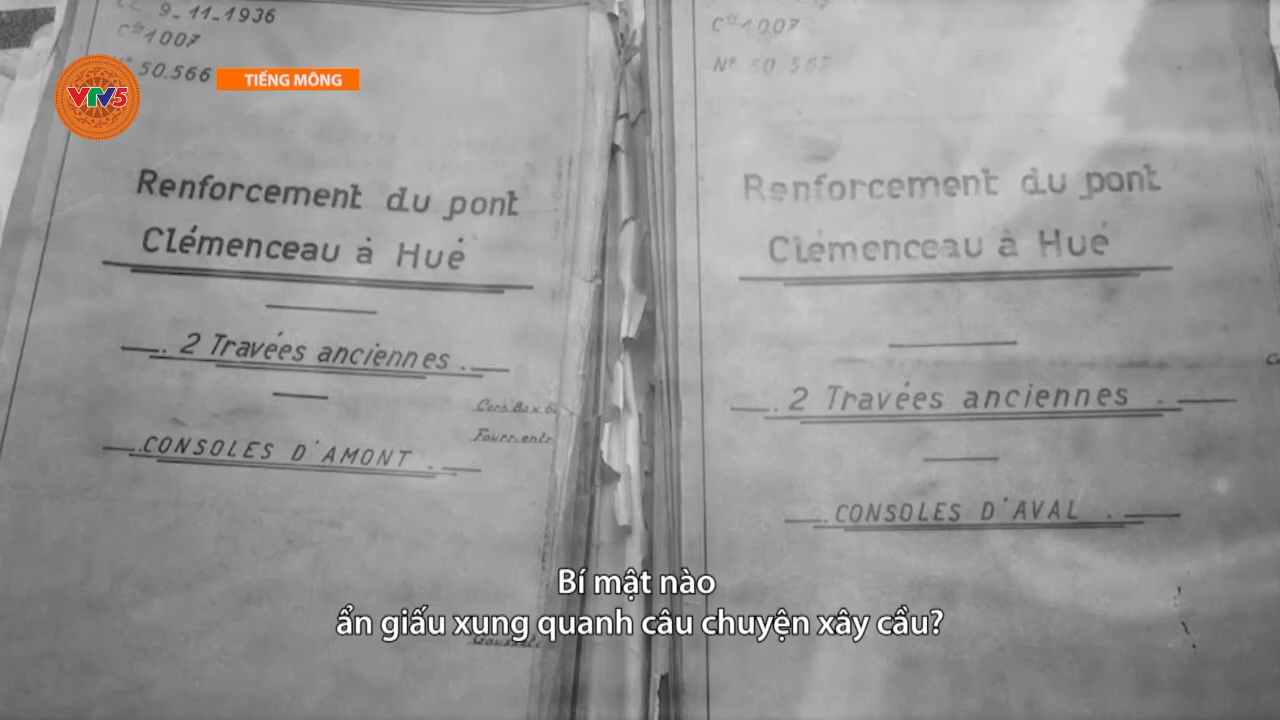 9-11-1936
Cᵈᵉ 1007
N° 50.566
VTV5
TIẾNG MÔNG
Renforcement du pont
Clémenceau à Hué
2 Travées anciennes
CONSOLES D'AMONT
N° 50.565
Renforcement du pont
Clémenceau à Hué
2 Travées anciennes
CONSOLES D'AVAL
Bí mật nào
ẩn giấu xung quanh câu chuyện xây cầu?